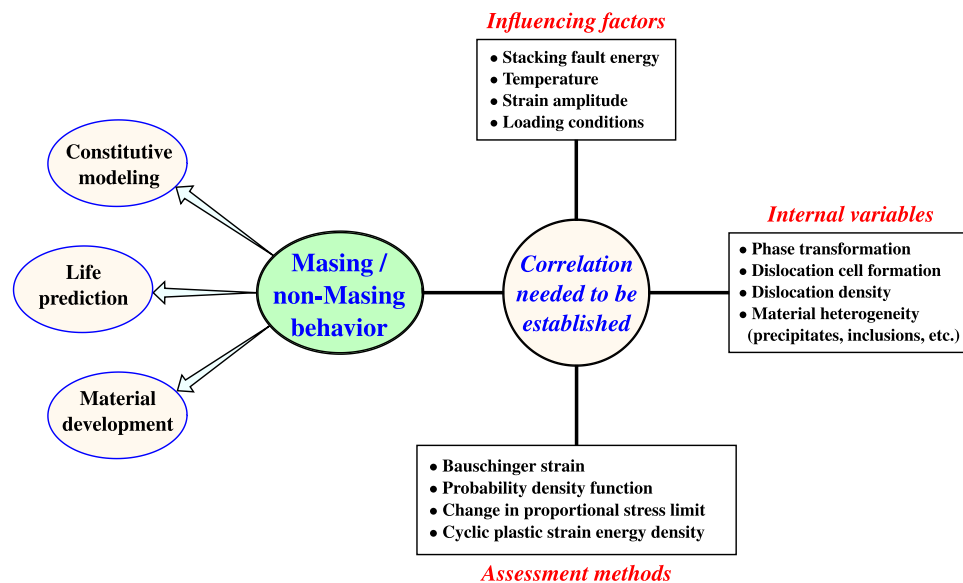 Influencing factors
● Stacking fault energy
● Temperature
● Strain amplitude
● Loading conditions
Constitutive
modeling
Life
prediction
Material
development
Masing /
non-Masing
behavior
Correlation
needed to be
established
Internal variables
● Phase transformation
● Dislocation cell formation
● Dislocation density
● Material heterogeneity
(precipitates, inclusions, etc.)
● Bauschinger strain
● Probability density function
● Change in proportional stress limit
● Cyclic plastic strain energy density
Assessment methods